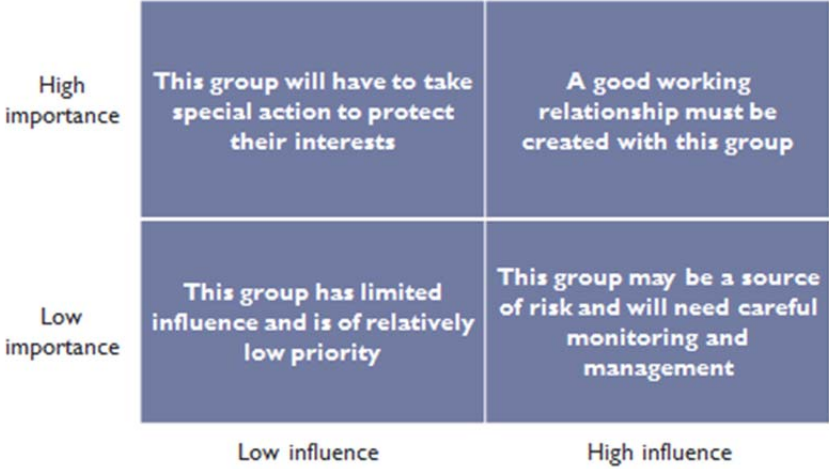 High
importance
This group will have to take
special action to protect
their interests
A good working
relationship must be
created with this group
Low
importance
This group has limited
influence and is of relatively
low priority
This group may be a source
of risk and will need careful
monitoring and
management
Low influence
High influence